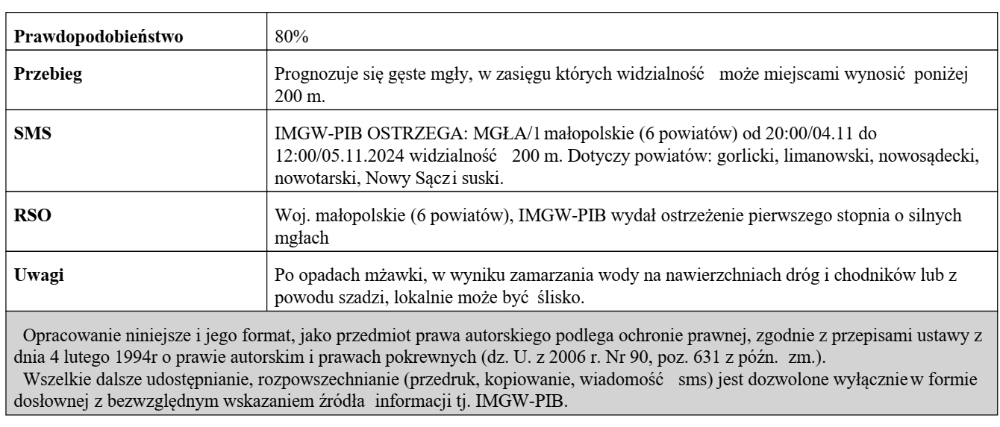 Prawdopodobieństwo 80%
Przebieg Prognozuje się gęste mgły, w zasięgu których widzialność może miejscami wynosić poniżej
200 m.
SMS IMGW-PIB OSTRZEGA: MGŁA/1 małopolskie (6 powiatów) od 20:00/04.11 do
12:00/05.11.2024 widzialność 200 m. Dotyczy powiatów: gorlicki, limanowski, nowosądecki,
nowotarski, Nowy Sącz i suski.
RSO Woj. małopolskie (6 powiatów), IMGW-PIB wydał ostrzeżenie pierwszego stopnia o silnych
mgłach
Uwagi Po opadach mżawki, w wyniku zamarzania wody na nawierzchniach dróg i chodników lub z
powodu szadzi, lokalnie może być ślisko.
Opracowanie niniejsze i jego format, jako przedmiot prawa autorskiego podlega ochronie prawnej, zgodnie z przepisami ustawy z
dnia 4 lutego 1994r o prawie autorskim i prawach pokrewnych (dz. U. z 2006 r. Nr 90, poz. 631 z późn. zm.).
Wszelkie dalsze udostępnianie, rozpowszechnianie (przedruk, kopiowanie, wiadomość sms) jest dozwolone wyłącznie w formie
dosłownej z bezwzględnym wskazaniem źródła informacji tj. IMGW-PIB.